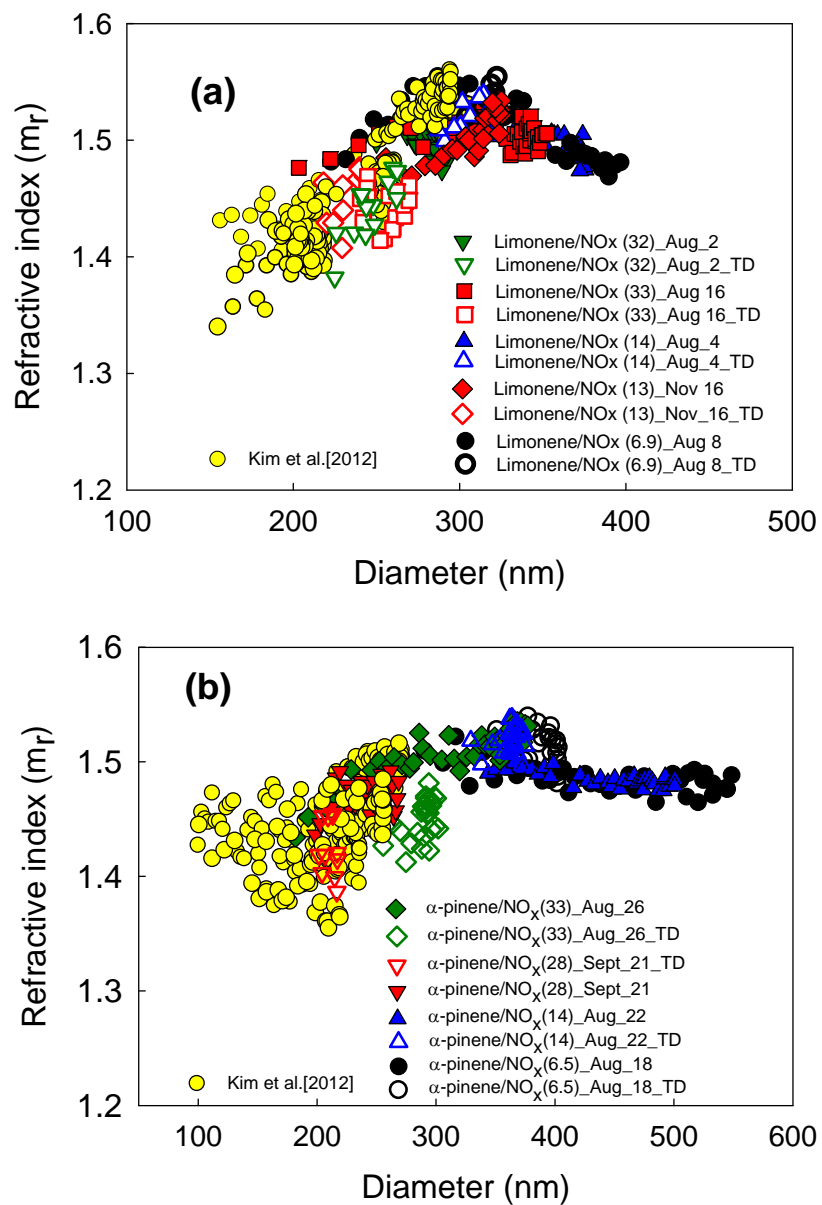 1.6
(a)
1.5
Refractive index (mr)
1.4
Limonene/NOx (32)_Aug_2
Limonene/NOx (32)_Aug_2_TD
Limonene/NOx (33)_Aug 16
Limonene/NOx (33)_Aug 16_TD
Limonene/NOx (14)_Aug_4
Limonene/NOx (14)_Aug_4_TD
1.3
Limonene/NOx (13)_Nov 16
Limonene/NOx (13)_Nov_16_TD
Limonene/NOx (6.9)_Aug 8
Kim et al.[2012]
Limonene/NOx (6.9)_Aug 8_TD
1.2
100 200 300 400 500
Diameter (nm)
1.6
(b)
1.5
Refractive index (mr)
1.4
α-pinene/NOX(33)_Aug_26
α-pinene/NOX(33)_Aug_26_TD
α-pinene/NOX(28)_Sept_21_TD
1.3
α-pinene/NOX(28)_Sept_21
α-pinene/NOX(14)_Aug_22
α-pinene/NOX(14)_Aug_22_TD
α-pinene/NOX(6.5)_Aug_18
Kim et al.[2012]
α-pinene/NOX(6.5)_Aug_18_TD
1.2
100 200 300 400 500 600
Diameter (nm)